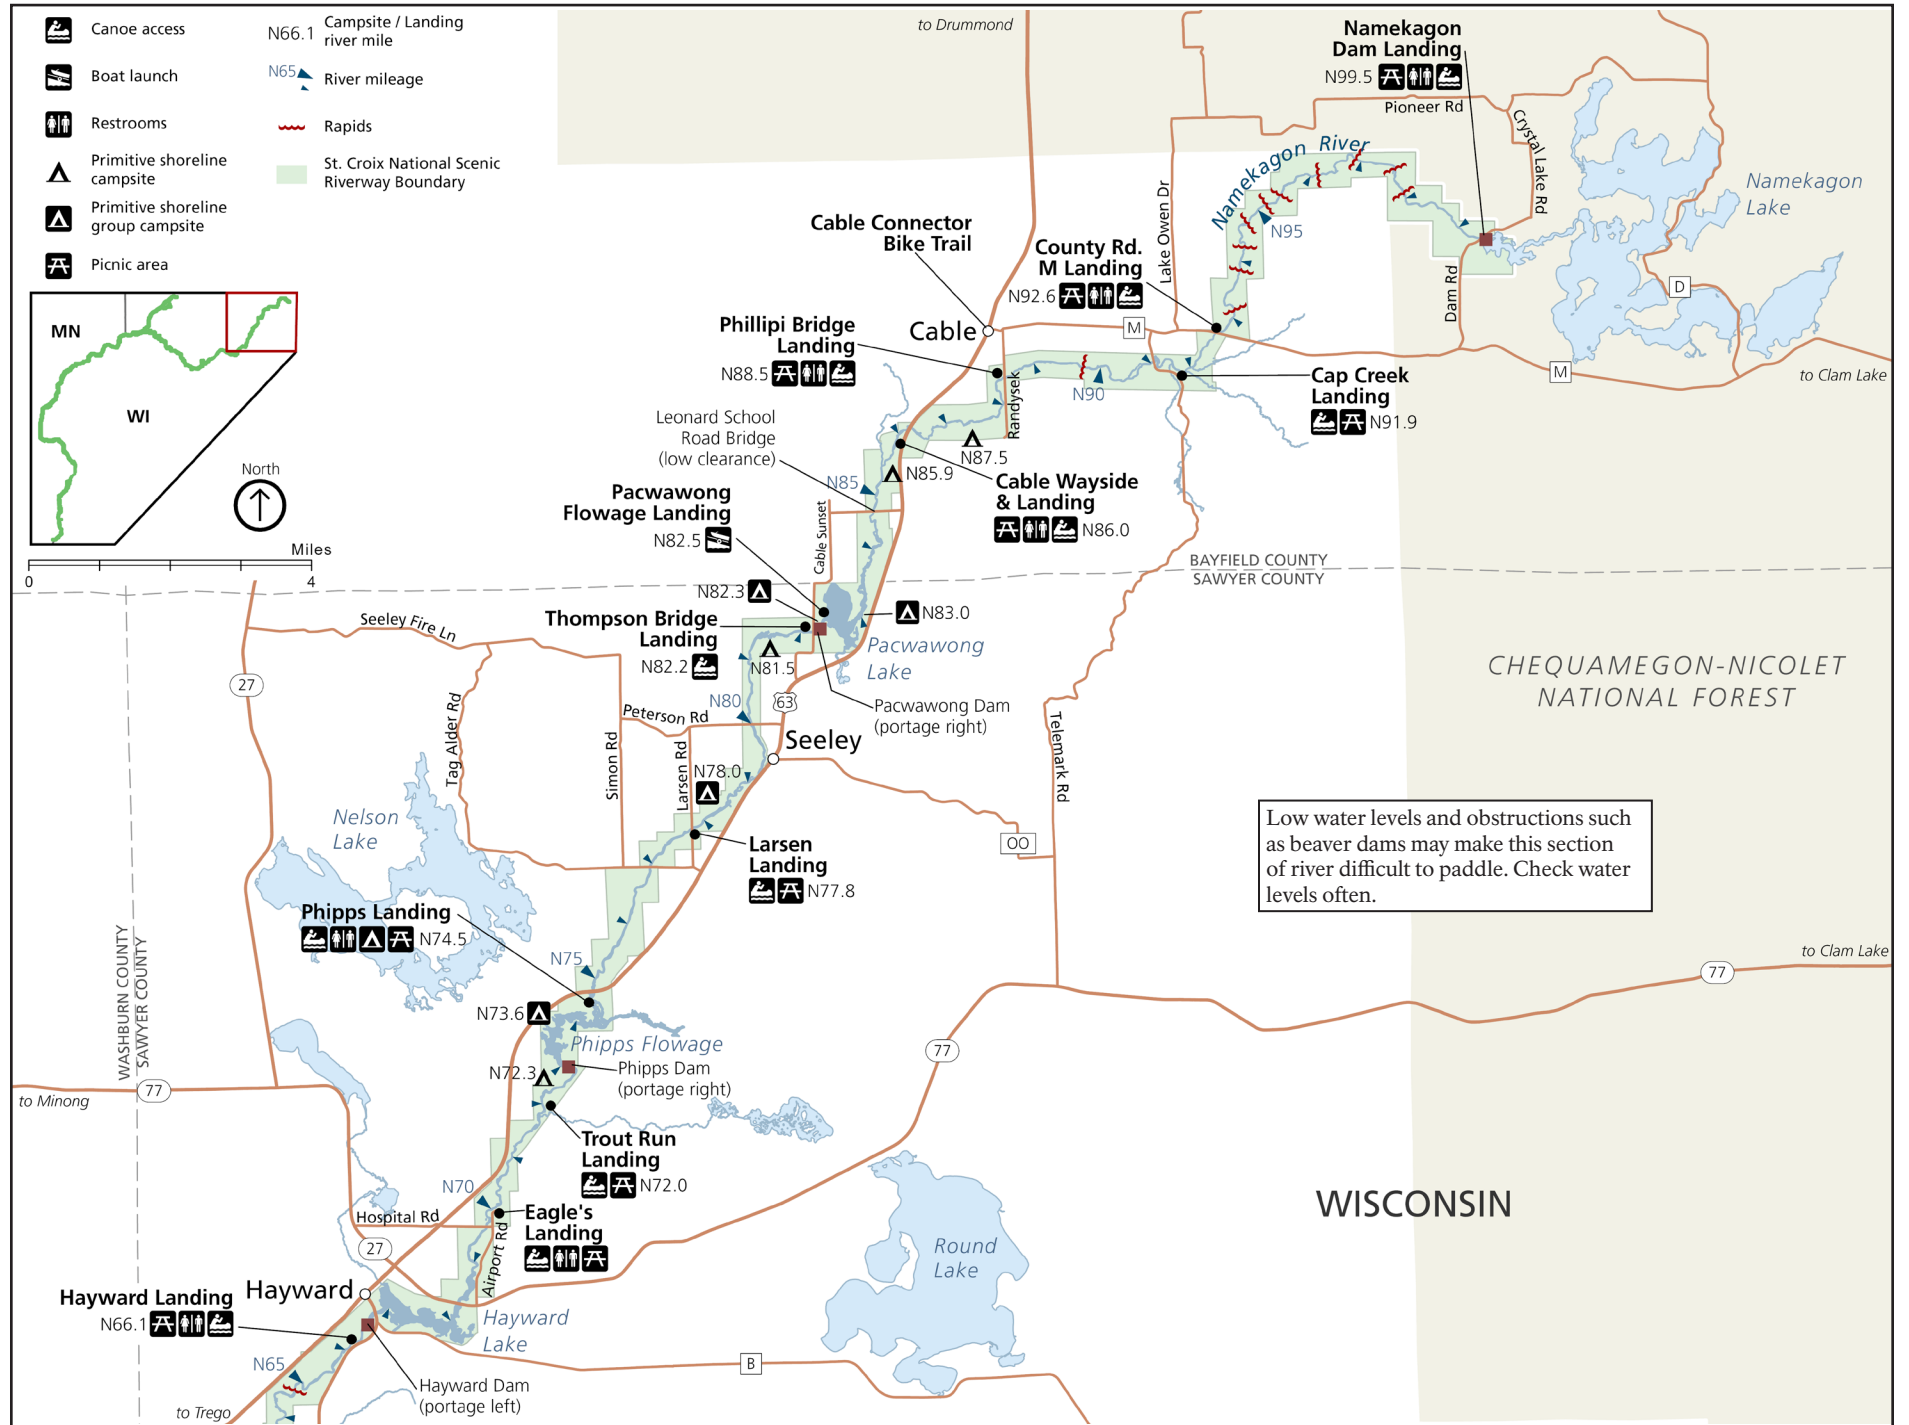 Canoe access
Boat launch
Restrooms
Primitive shoreline
campsite
Primitive shoreline
group campsite
Picnic area
N66.1
Campsite / Landing
river mile
N65
River mileage
Rapids
St. Croix National Scenic
Riverway Boundary
MN
WI
North
Miles
0
4
to Drummond
Namekagon
Dam Landing
N99.5
Pioneer Rd
Crystal Lake Rd
Namekagon River
Namekagon
Lake
N95
Lake Owen Dr
Dam Rd
D
Cable Connector
Bike Trail
County Rd.
M Landing
N92.6
Cable
M
Phillipi Bridge
Landing
N88.5
Randysek
N90
Cap Creek
Landing
N91.9
M
to Clam Lake
Leonard School
Road Bridge
(low clearance)
N87.5
N85.9
N85
Cable Wayside
& Landing
N86.0
Pacwawong
Flowage Landing
N82.5
Cable Sunset
BAYFIELD COUNTY
SAWYER COUNTY
N82.3
N83.0
Thompson Bridge
Landing
N82.2
N81.5
Pacwawong
Lake
Seeley Fire Ln
27
N80
63
Pacwawong Dam
(portage right)
Peterson Rd
Tag Alder Rd
Simon Rd
Larsen Rd
Seeley
N78.0
Telemark Rd
CHEQUAMEGON-NICOLET
NATIONAL FOREST
Nelson
Lake
OO
Low water levels and obstructions such
as beaver dams may make this section
of river difficult to paddle. Check water
levels often.
Larsen
Landing
N77.8
Phipps Landing
N74.5
WASHBURN COUNTY
SAWYER COUNTY
N75
to Clam Lake
77
N73.6
Phipps Flowage
77
N72.3
Phipps Dam
(portage right)
77
to Minong
Trout Run
Landing
N72.0
N70
Hospital Rd
Eagle's
Landing
Airport Rd
27
WISCONSIN
Round
Lake
Hayward
Hayward Landing
N66.1
Hayward
Lake
N65
B
Hayward Dam
(portage left)
to Trego